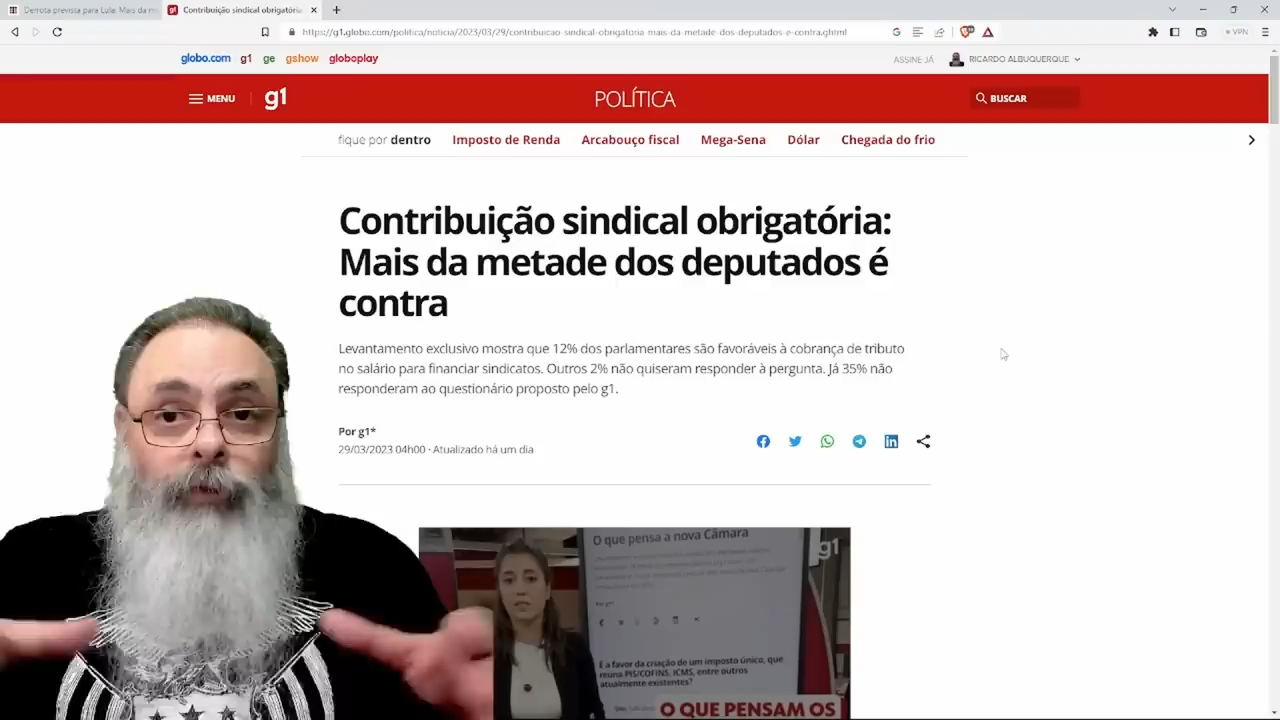 Derrota prevista para Lula: Mais da m
Contribuição sindical obrigatória
https://g1.globo.com/politica/noticia/2023/03/29/contribuicao-sindical-obrigatoria-mais-da-metade-dos-deputados-e-contra.ghtml
VPN
globo.com g1 ge gshow globoplay
ASSINE JÁ
RICARDO ALBUQUERQUE
MENU
g1
POLÍTICA
BUSCAR
fique por dentro Imposto de Renda Arcabouço fiscal Mega-Sena Dólar Chegada do frio
Contribuição sindical obrigatória:
Mais da metade dos deputados é
contra
Levantamento exclusivo mostra que 12% dos parlamentares são favoráveis à cobrança de tributo
no salário para financiar sindicatos. Outros 2% não quiseram responder à pergunta. Já 35% não
responderam ao questionário proposto pelo g1.
Por g1*
29/03/2023 04h00 · Atualizado há um dia
O que pensa a nova Câmara
g1
É a favor da criação de um imposto único, que
reúna PIS/COFINS, ICMS, entre outros
atualmente existentes?
O QUE PENSAM OS